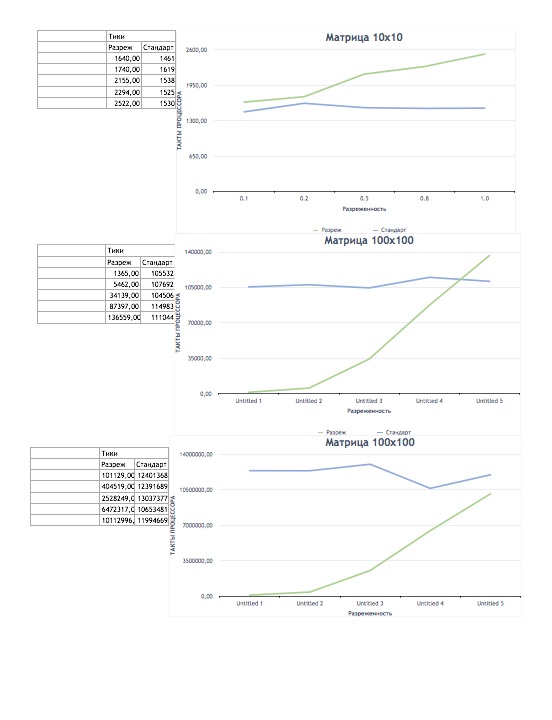 Тики
Разреж Стандарт
1640,00 1461
1740,00 1619
2155,00 1538
2294,00 1525
2522,00 1530
Матрица 10x10
2600,00
1950,00
1300,00
650,00
0,00
ТАКТЫ ПРОЦЕССОРА
0.1 0.2 0.5 0.8 1,0
Разреженность
Разреж Стандарт
Тики
Разреж Стандарт
1365,00 105532
5462,00 107692
34139,00 104506
87397,00 114983
136559,00 111044
Матрица 100x100
140000,00
105000,00
70000,00
35000,00
0,00
ТАКТЫ ПРОЦЕССОРА
Untitled 1 Untitled 2 Untitled 3 Untitled 4 Untitled 5
Разреженность
Разреж Стандарт
Тики
Разреж Стандарт
101129,00 12401368
404519,00 12391689
2528249,0 13037377
6472317,0 10653481
10112996, 11994669
Матрица 100x100
14000000,00
10500000,00
7000000,00
3500000,00
0,00
ТАКТЫ ПРОЦЕССОРА
Untitled 1 Untitled 2 Untitled 3 Untitled 4 Untitled 5
Разреженность